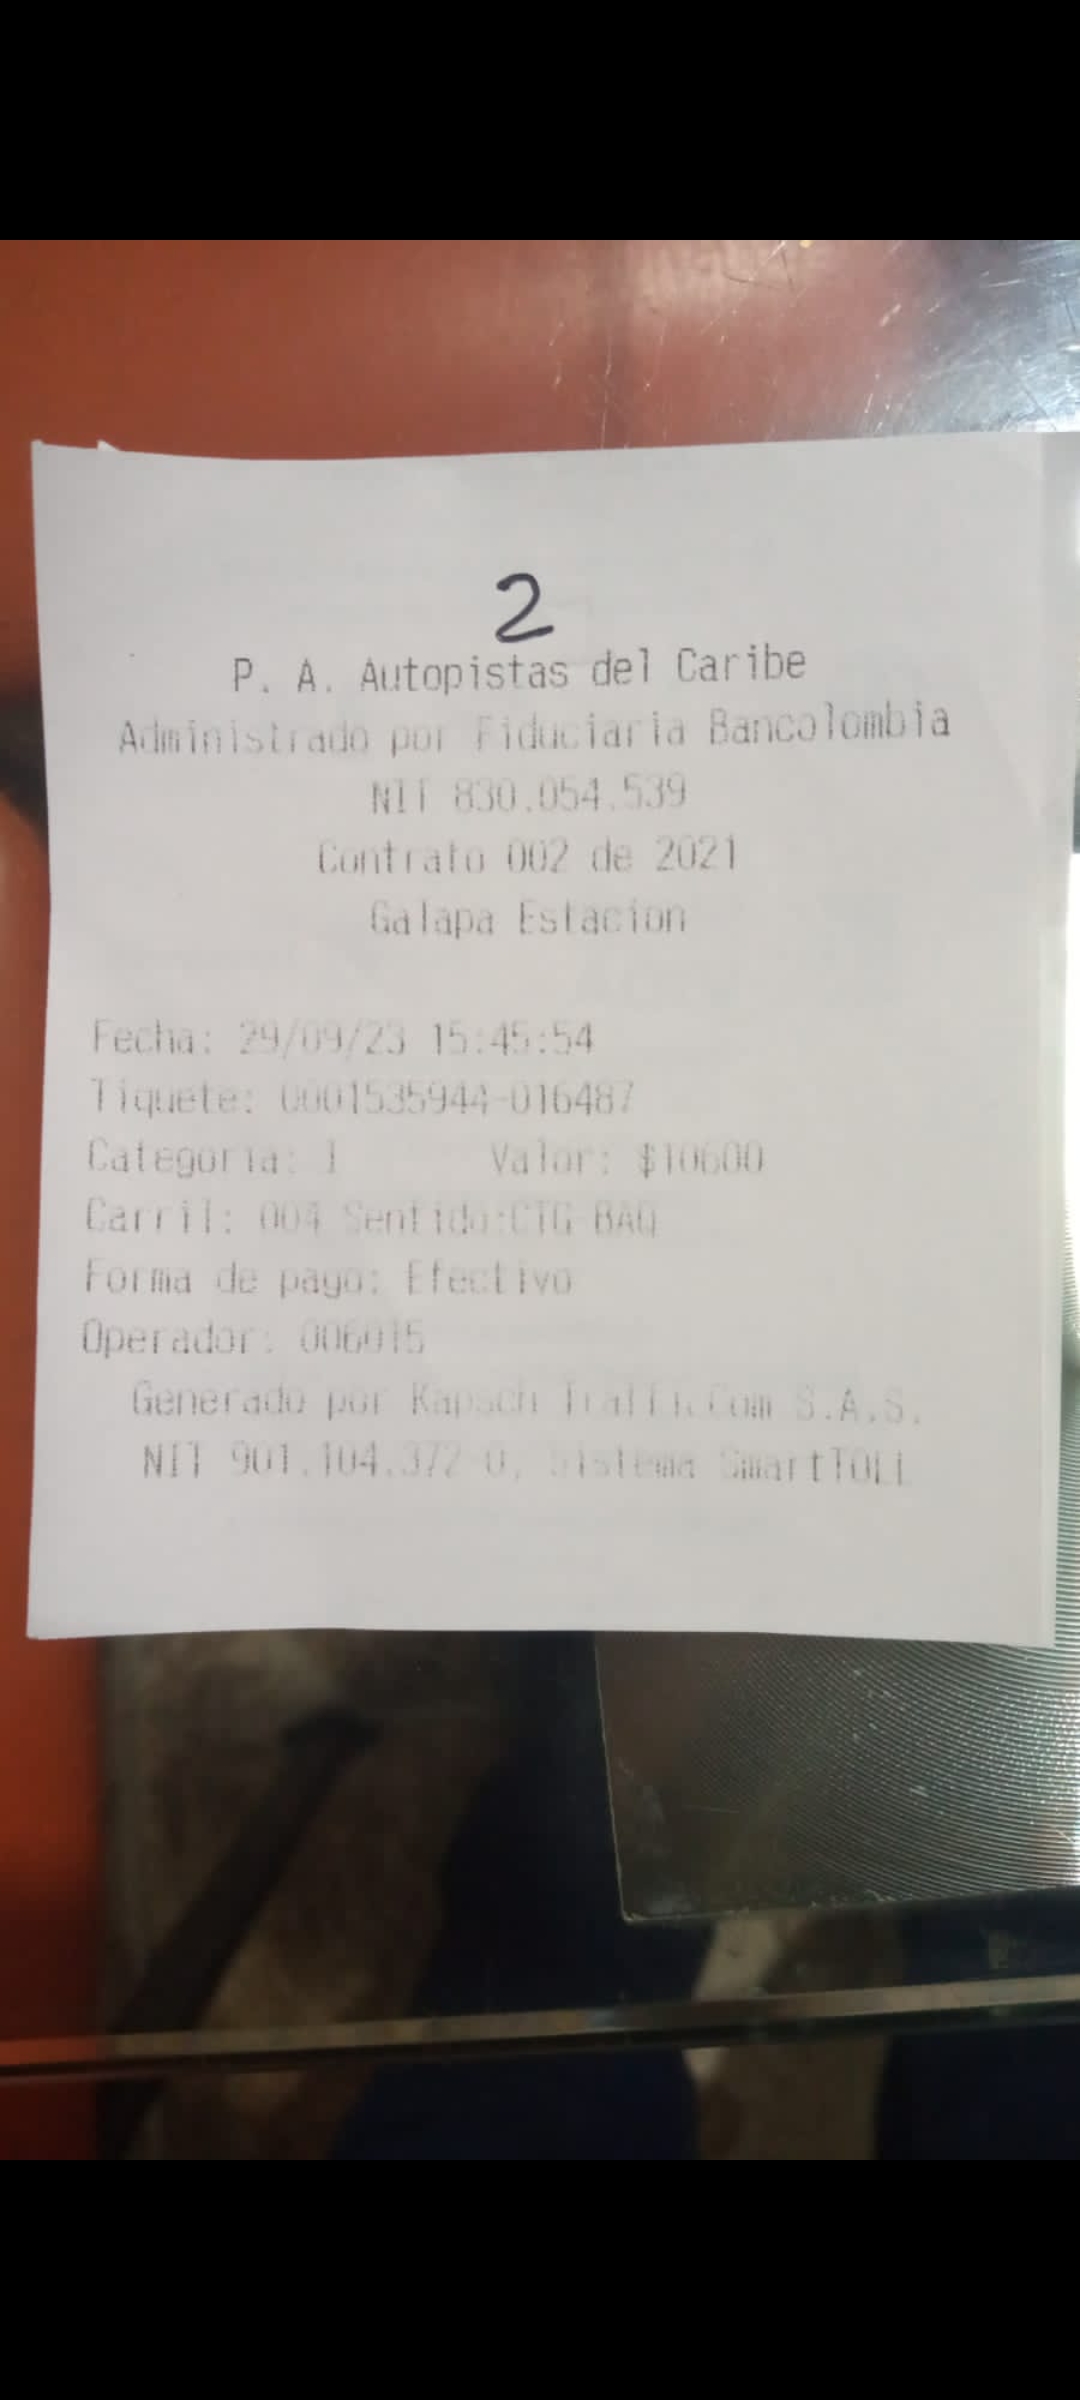 2
P. A. Autopistas del Caribe
Administrado por Fiduciaria Bancolombia
NIT 830.054.539
Contrato 002 de 2021
Galapa Estacion
Fecha: 29/09/23 15:45:54
Tiquete: 0001535944-016487
Categoria: 1 Valor: $10600
Carril: 004 Sentido:CTG-BAQ
Forma de pago: Efectivo
Operador: 006015
Generado por Kapsch TrafficCom S.A.S.
NIT 901.104.372-0, Sistema SmartTOLL